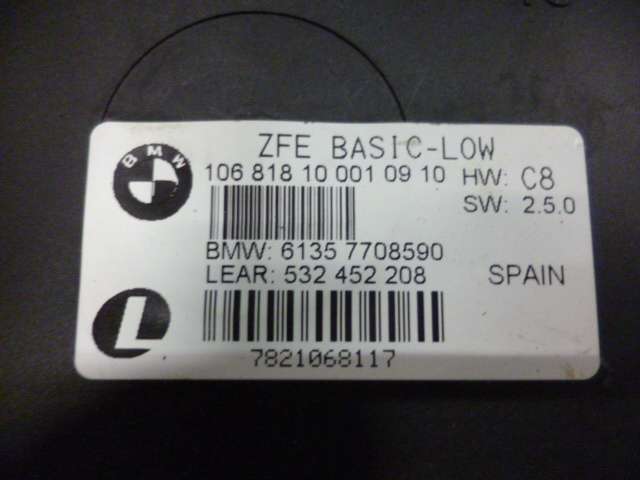 ZFE BASIC-LOW
BMW
106 818 10 001 09 10 HW: C8
SW: 2.5.0
BMW: 6135 7708590
LEAR: 532 452 208 SPAIN
L
7821068117